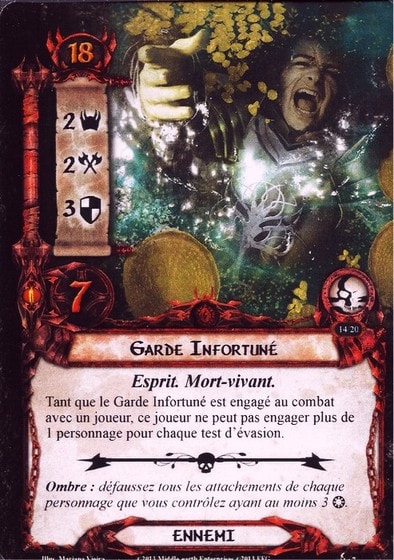 18
2
2
3
7
14/20
Garde Infortuné
Esprit. Mort-vivant.
Tant que le Garde Infortuné est engagé au combat
avec un joueur, ce joueur ne peut pas engager plus de
1 personnage pour chaque test d'évasion.
Ombre : défaussez tous les attachements de chaque
personnage que vous contrôlez ayant au moins 3
ENNEMI